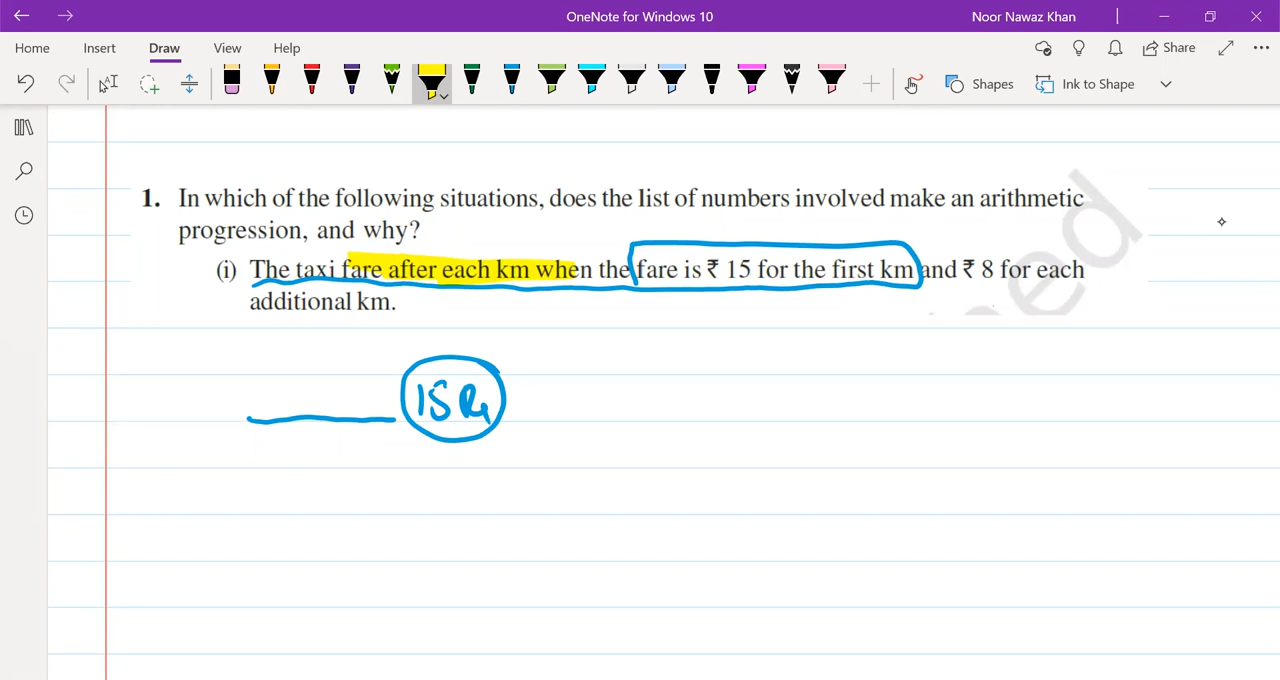 OneNote for Windows 10
Noor Nawaz Khan
Home Insert Draw View Help
Share
Shapes
Ink to Shape
1. In which of the following situations, does the list of numbers involved make an arithmetic
progression, and why?
(i) The taxi fare after each km when the fare is ₹ 15 for the first km and ₹ 8 for each
additional km.
15 Rs